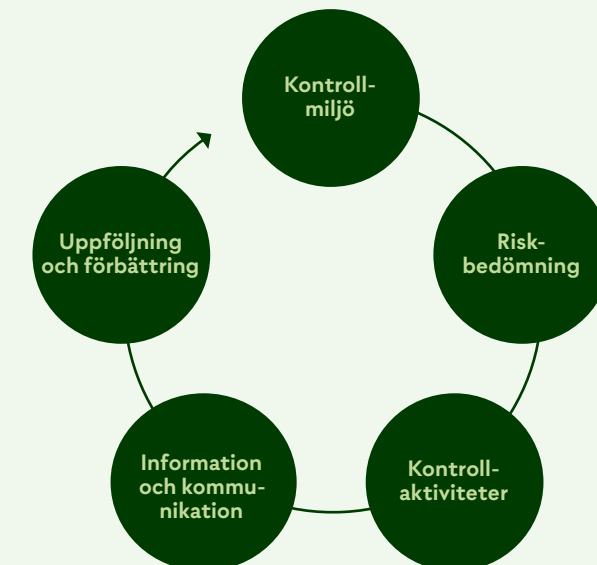 Kontroll-
miljö
Risk-
bedömning
Kontroll-
aktiviteter
Information
och kommu-
nikation
Uppföljning
och förbättring